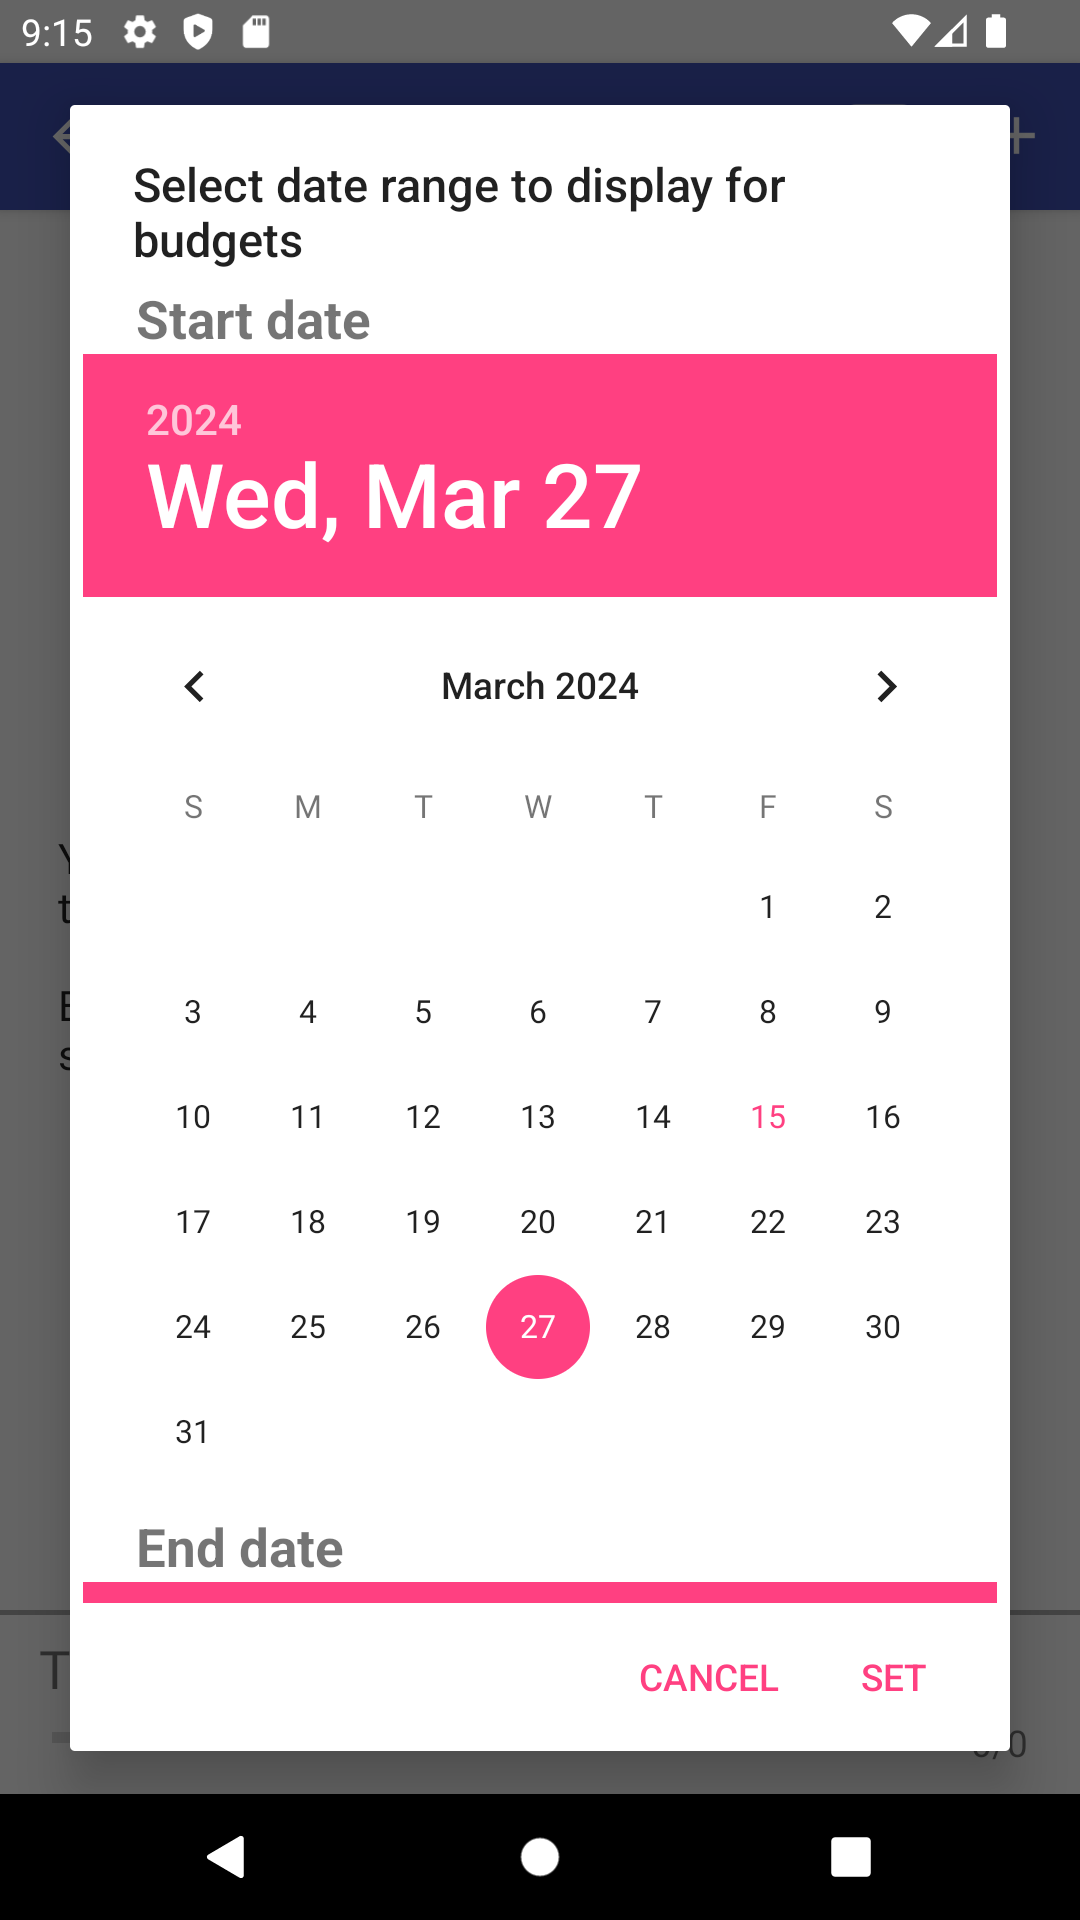 9:15
Select date range to display for
budgets
Start date
2024
Wed, Mar 27
March 2024
S M T W T F S
1 2
3 4 5 6 7 8 9
10 11 12 13 14 15 16
17 18 19 20 21 22 23
24 25 26 27 28 29 30
31
End date
CANCEL SET